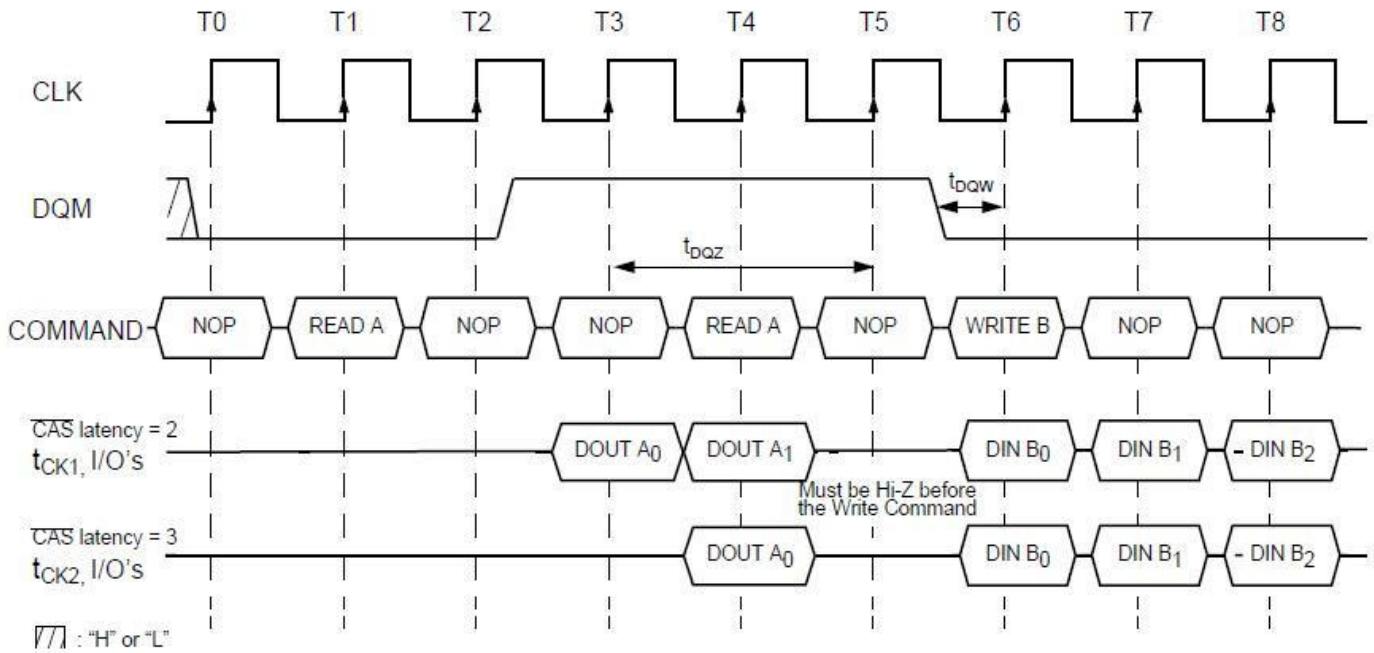 T0 T1 T2 T3 T4 T5 T6 T7 T8
CLK
DQM
tDQW
tDQZ
COMMAND NOP READ A NOP NOP READ A NOP WRITE B NOP NOP
CAS latency = 2
tCK1, I/O's
DOUT A0 DOUT A1 DIN B0 DIN B1 DIN B2
Must be Hi-Z before
the Write Command
CAS latency = 3
tCK2, I/O's
DOUT A0 DIN B0 DIN B1 DIN B2
: "H" or "L"